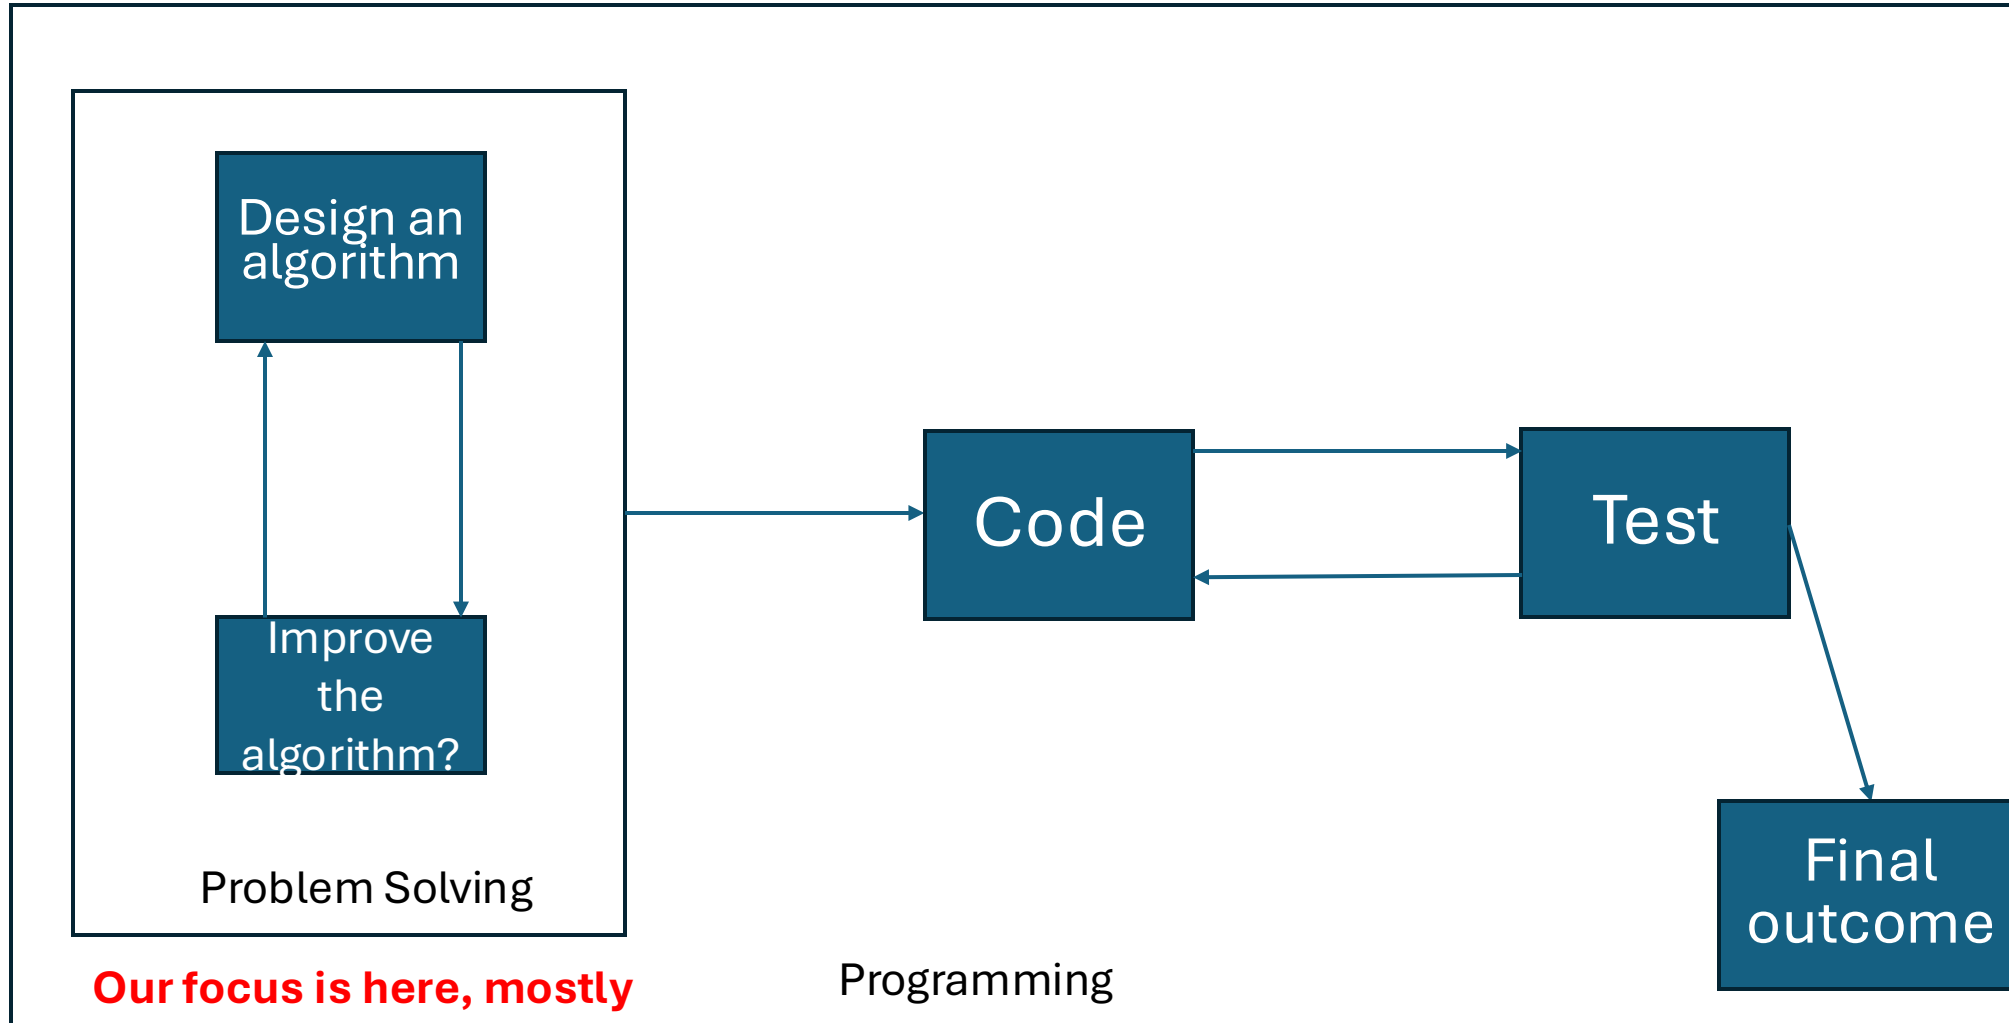 Design an
algorithm
Improve
the
algorithm?
Problem Solving
Our focus is here, mostly
Code
Test
Final
outcome
Programming